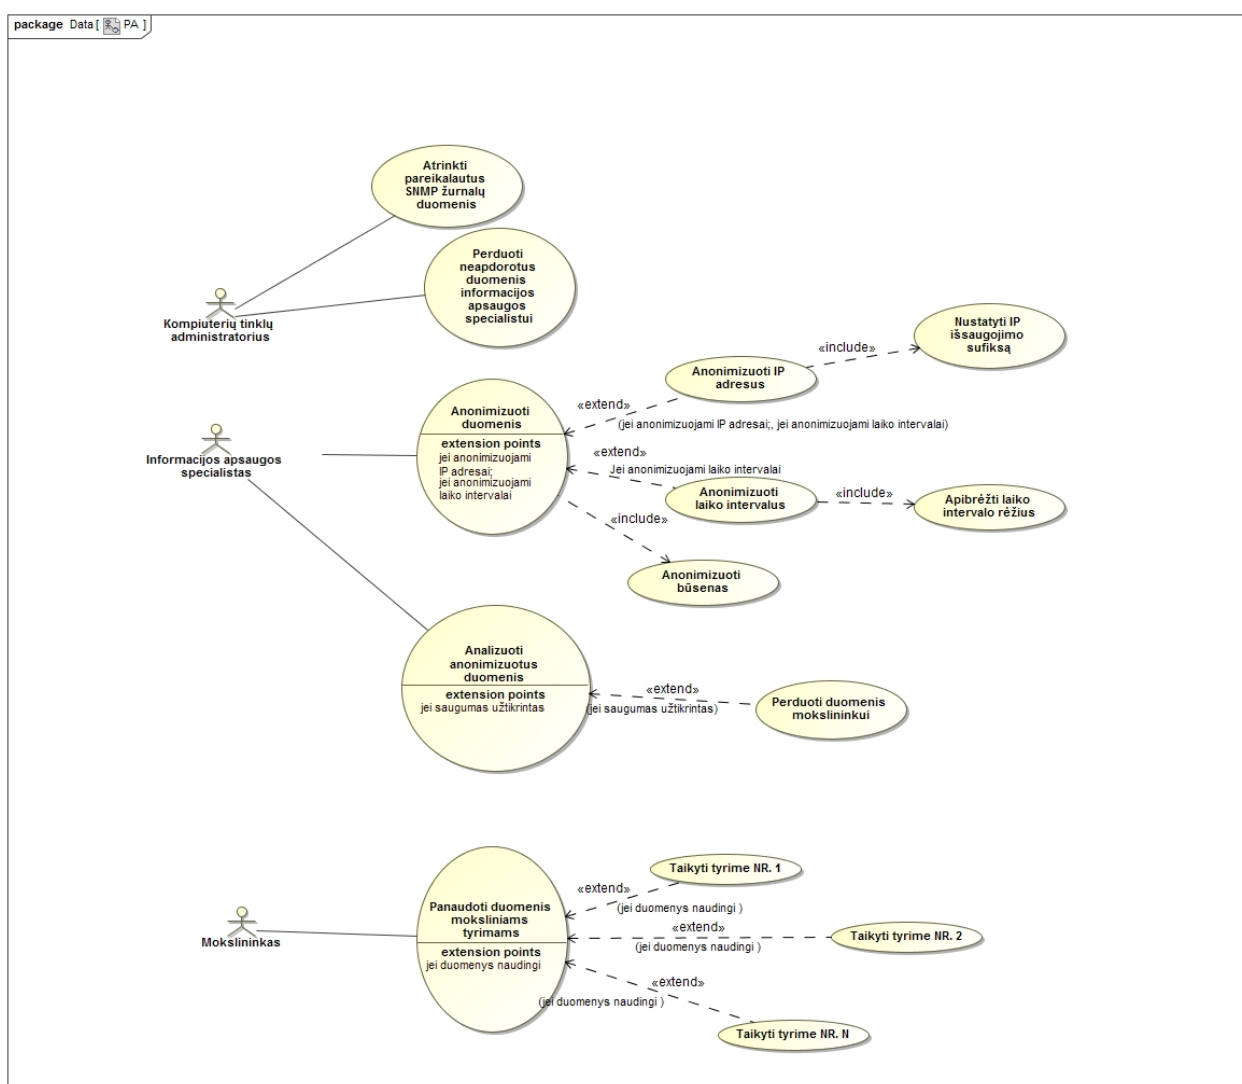 package Data [ PA ]
Atrinkti
pareikalautus
SNMP žurnalų
duomenis
Perduoti
neapdorotus
duomenis
informacijos
apsaugos
specialistui
Kompiuterių tinklų
administratorius
Nustatyti IP
išsaugojimo
sufiksą
«include»
Anonimizuoti IP
adresus
«extend»
(jei anonimizuojami IP adresai;, jei anonimizuojami laiko intervalai)
Anonimizuoti
duomenis
extension points
jei anonimizuojami
IP adresai;
jei anonimizuojami
laiko intervalai
Informacijos apsaugos
specialistas
«extend»
Jei anonimizuojami laiko intervalai
Anonimizuoti
laiko intervalus
«include»
Apibrėžti laiko
intervalo rėžius
«include»
Anonimizuoti
būsenas
Analizuoti
anonimizuotus
duomenis
extension points
jei saugumas užtikrintas
«extend»
(jei saugumas užtikrintas)
Perduoti duomenis
mokslininkui
Mokslininkas
Panaudoti duomenis
moksliniams
tyrimams
extension points
jei duomenys naudingi
Taikyti tyrime NR. 1
«extend»
(jei duomenys naudingi )
«extend»
(jei duomenys naudingi )
Taikyti tyrime NR. 2
«extend»
(jei duomenys naudingi )
Taikyti tyrime NR. N